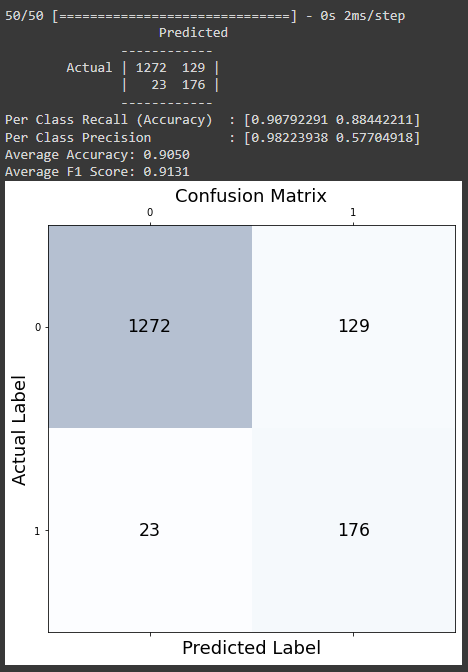 50/50 [==============================] - 0s 2ms/step
Predicted
------------
Actual | 1272 129 |
| 23 176 |
------------
Per Class Recall (Accuracy) : [0.90792291 0.88442211]
Per Class Precision : [0.98223938 0.57704918]
Average Accuracy: 0.9050
Average F1 Score: 0.9131
Confusion Matrix
0 1
0 1272 129
Actual Label
1 23 176
Predicted Label